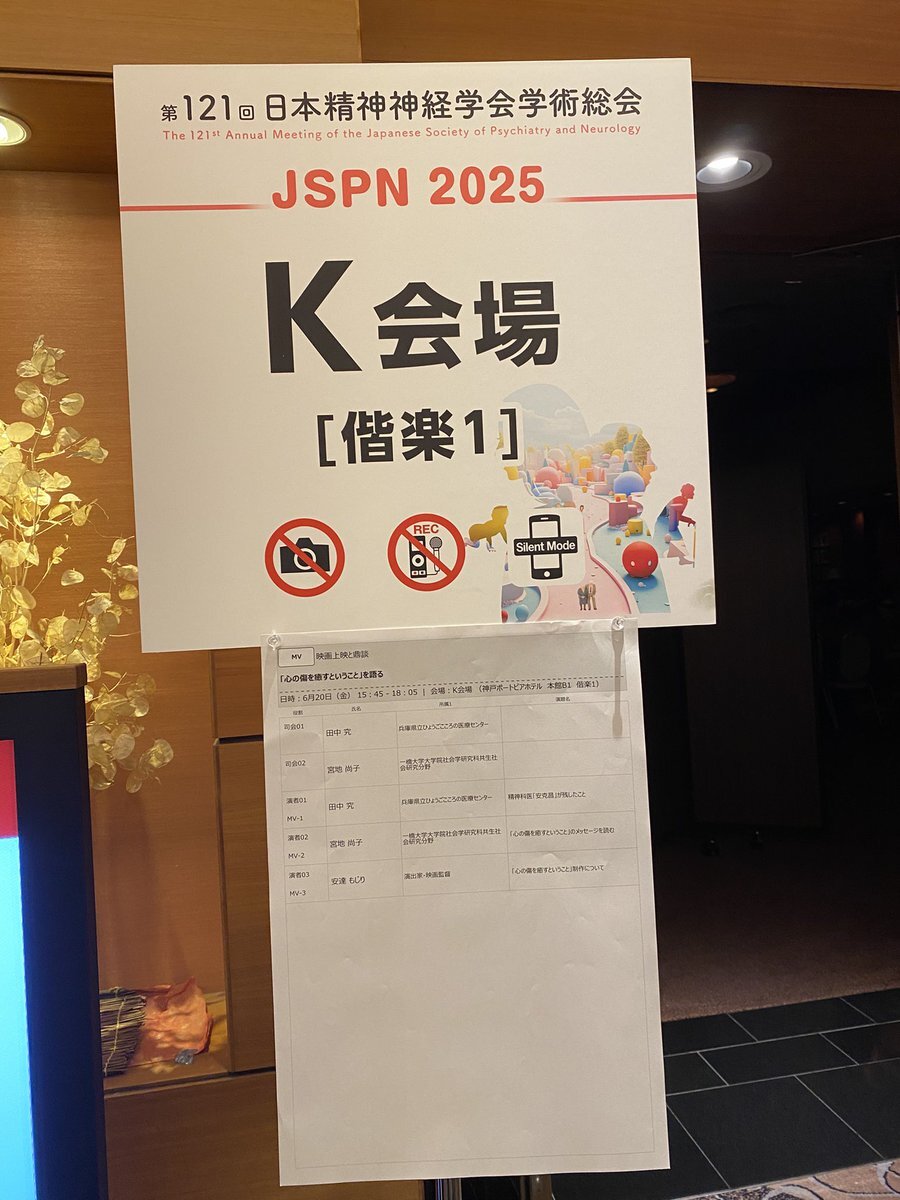 第121回 日本精神神経学会学術総会
The 121st Annual Meeting of the Japanese Society of Psychiatry and Neurology
JSPN 2025
K会場
[偕楽1]
REC
Silent Mode
MV 映画上映と鼎談
「心の傷を癒すということ」を語る
日時：6月20日（金） 15：45 - 18：05 | 会場：K会場 （神戸ポートピアホテル 本館B1 偕楽1）
役割 氏名 所属1 演題名
司会01 田中 究 兵庫県立ひょうごこころの医療センター
司会02 宮地 尚子 一橋大学大学院社会学研究科共生社
会研究分野
演者01 田中 究 兵庫県立ひょうごこころの医療センター 精神科医「安克昌」が残したこと
MV-1
演者02 宮地 尚子 一橋大学大学院社会学研究科共生社 「心の傷を癒すということ」のメッセージを読む
会研究分野
MV-2
演者03 安達 もじり 演出家・映画監督 「心の傷を癒すということ」制作について
MV-3